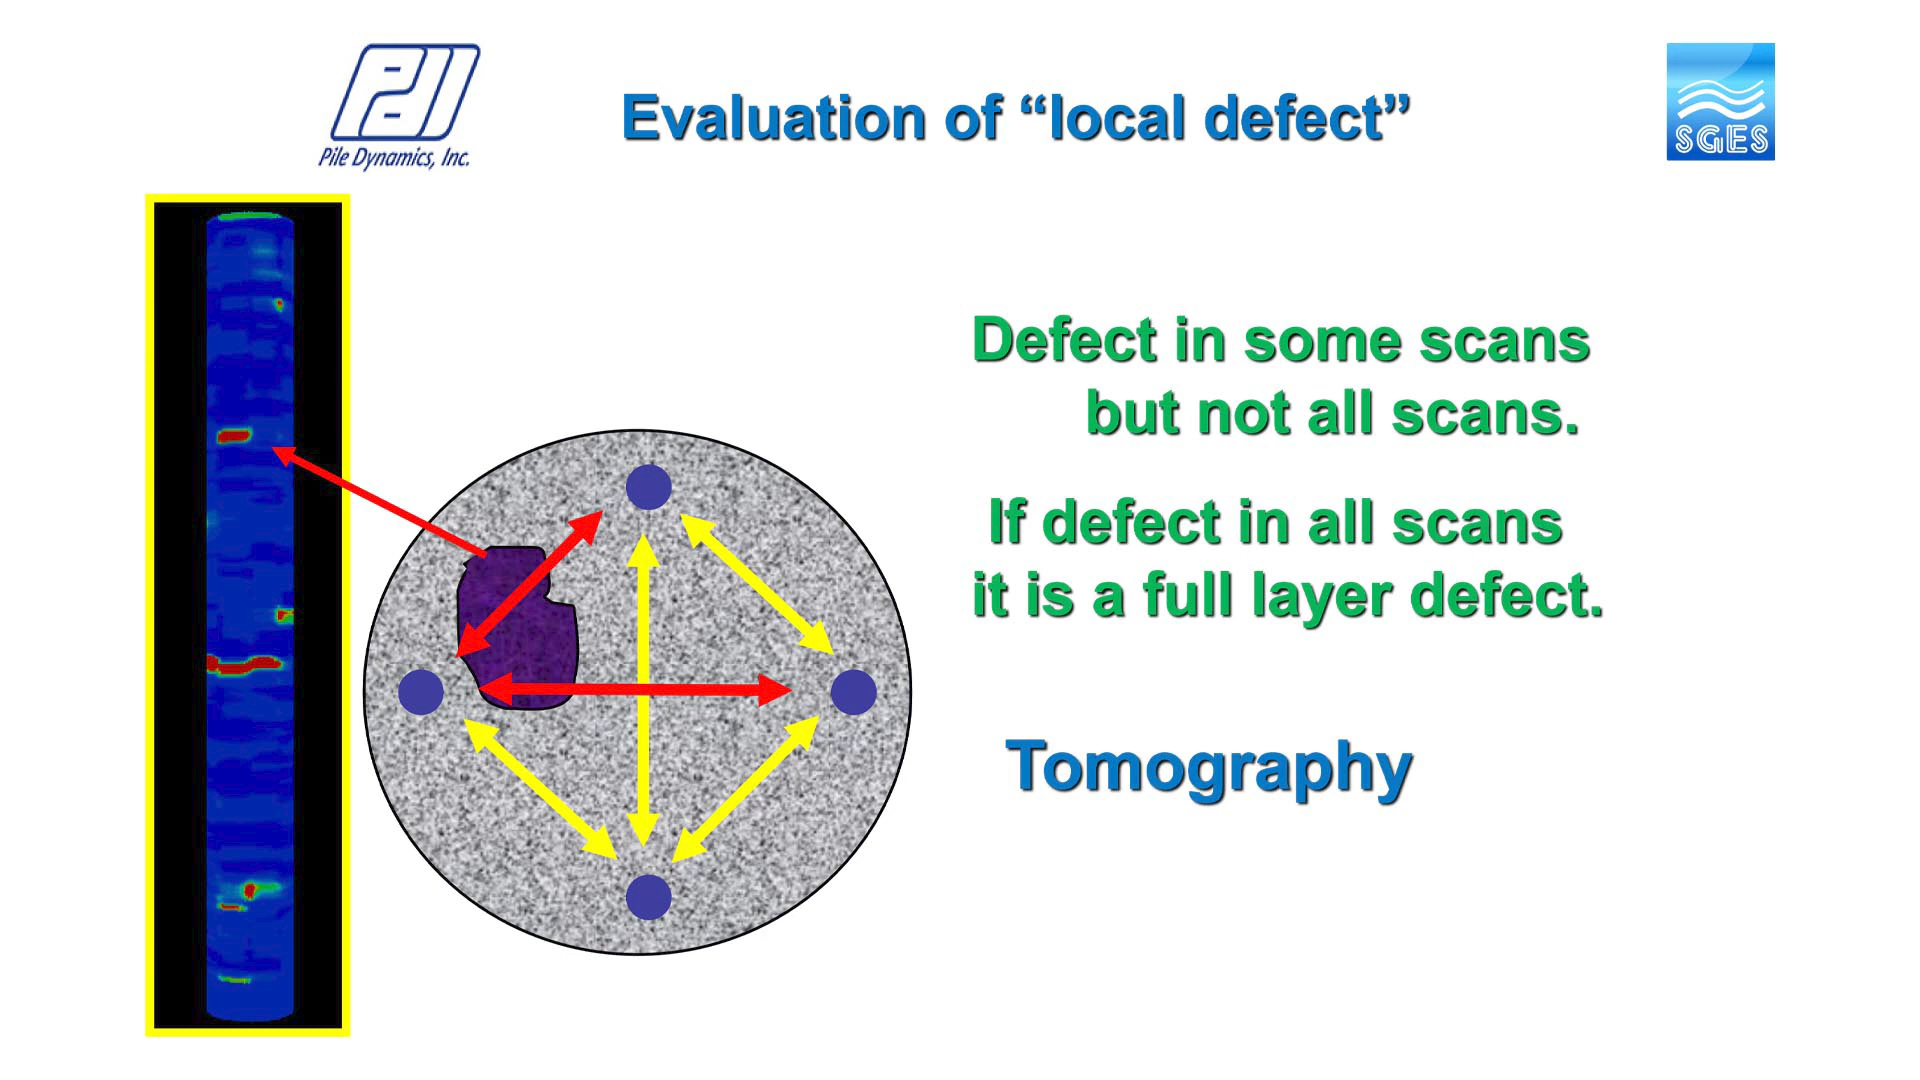 Pile Dynamics, Inc.
Evaluation of “local defect”
SGES
Defect in some scans
but not all scans.
If defect in all scans
it is a full layer defect.
Tomography